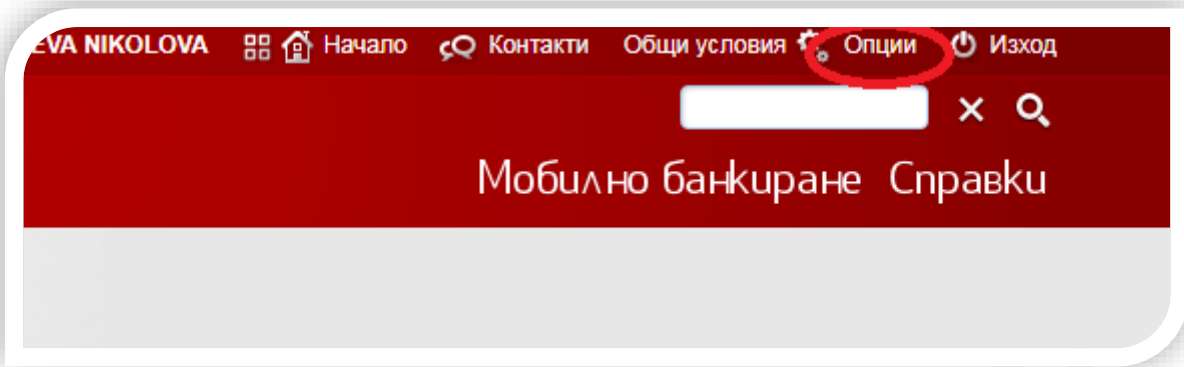 EVA NIKOLOVA Начало Контакти Общи условия Опции Изход
Мобилно банкиране Справки